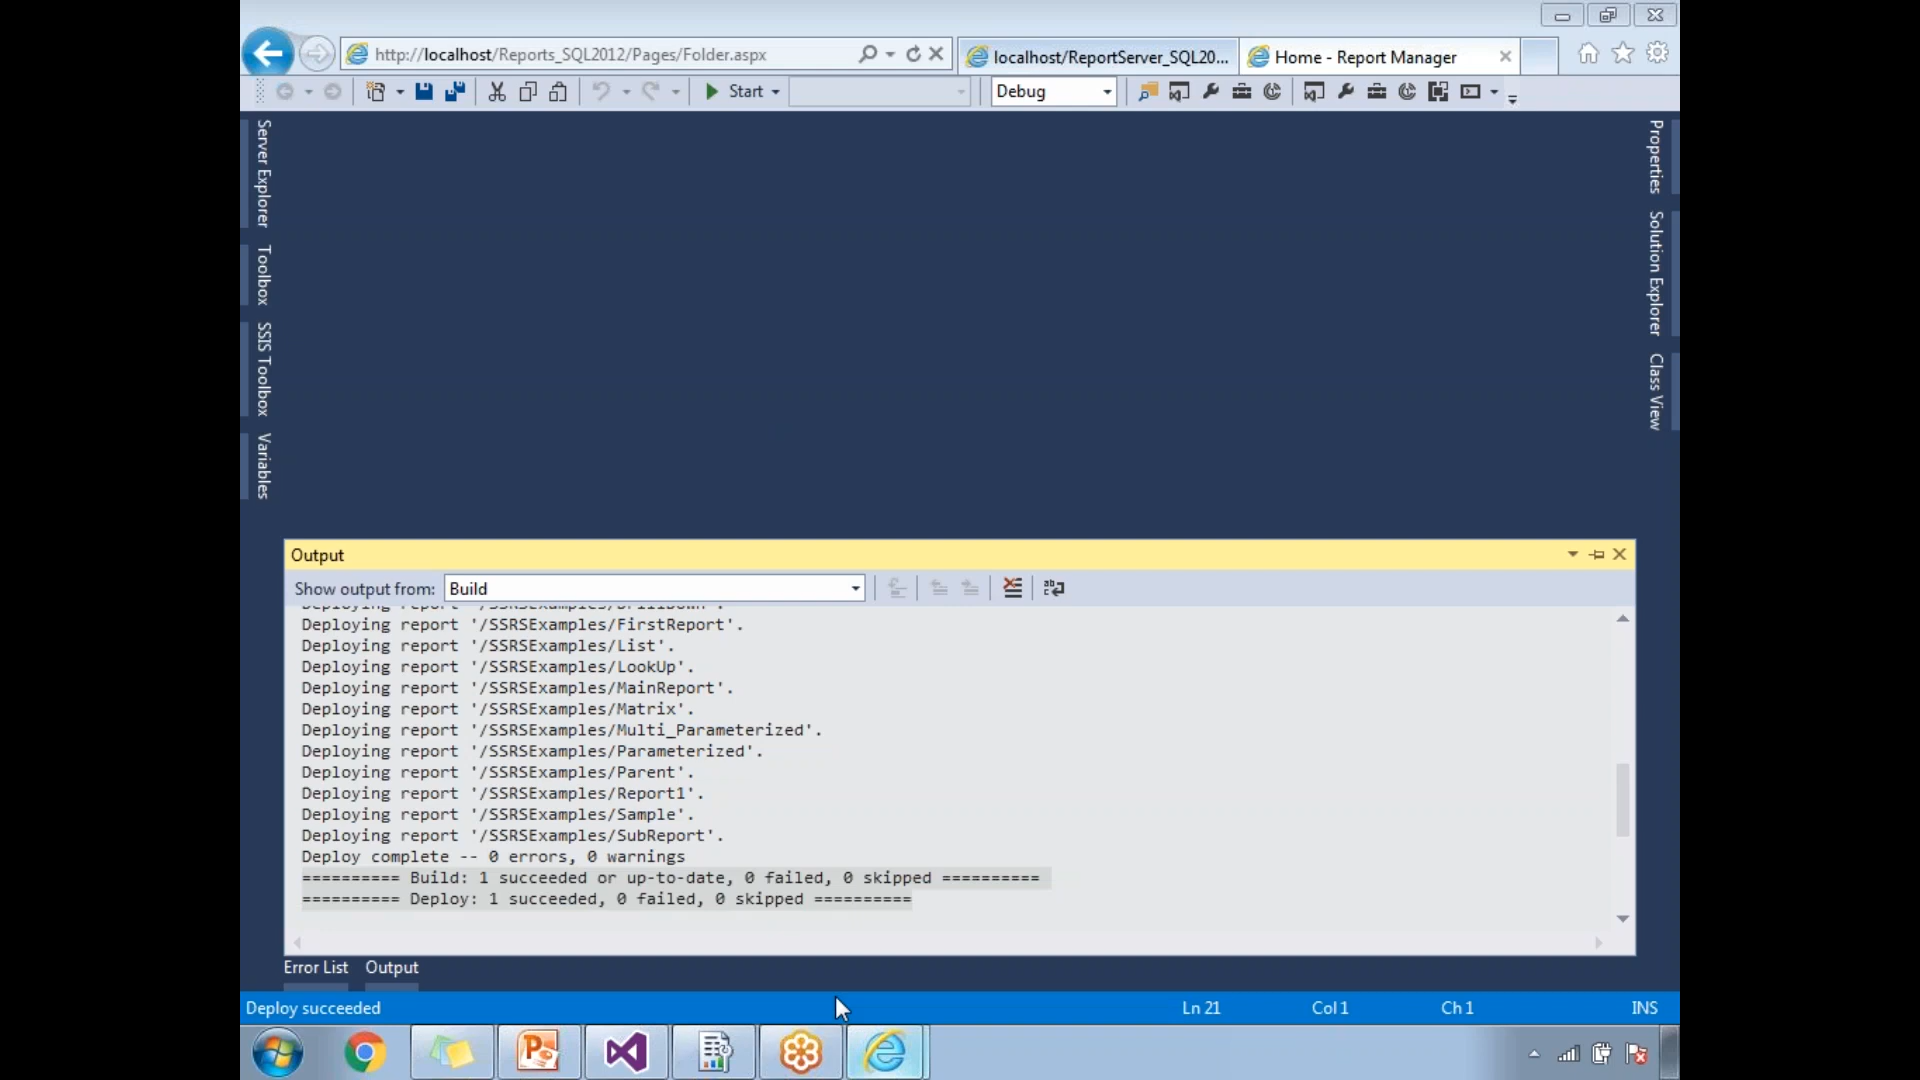 http://localhost/Reports_SQL2012/Pages/Folder.aspx
localhost/ReportServer_SQL20...
Home - Report Manager
Start
Debug
Server Explorer
Toolbox
SSIS Toolbox
Variables
Properties
Solution Explorer
Class View
Output
Show output from: Build
Deploying report '/SSRSExamples/DrillDown'.
Deploying report '/SSRSExamples/FirstReport'.
Deploying report '/SSRSExamples/List'.
Deploying report '/SSRSExamples/LookUp'.
Deploying report '/SSRSExamples/MainReport'.
Deploying report '/SSRSExamples/Matrix'.
Deploying report '/SSRSExamples/Multi_Parameterized'.
Deploying report '/SSRSExamples/Parameterized'.
Deploying report '/SSRSExamples/Parent'.
Deploying report '/SSRSExamples/Report1'.
Deploying report '/SSRSExamples/Sample'.
Deploying report '/SSRSExamples/SubReport'.
Deploy complete -- 0 errors, 0 warnings
========== Build: 1 succeeded or up-to-date, 0 failed, 0 skipped ==========
========== Deploy: 1 succeeded, 0 failed, 0 skipped ==========
Error List Output
Deploy succeeded Ln 21 Col 1 Ch 1 INS